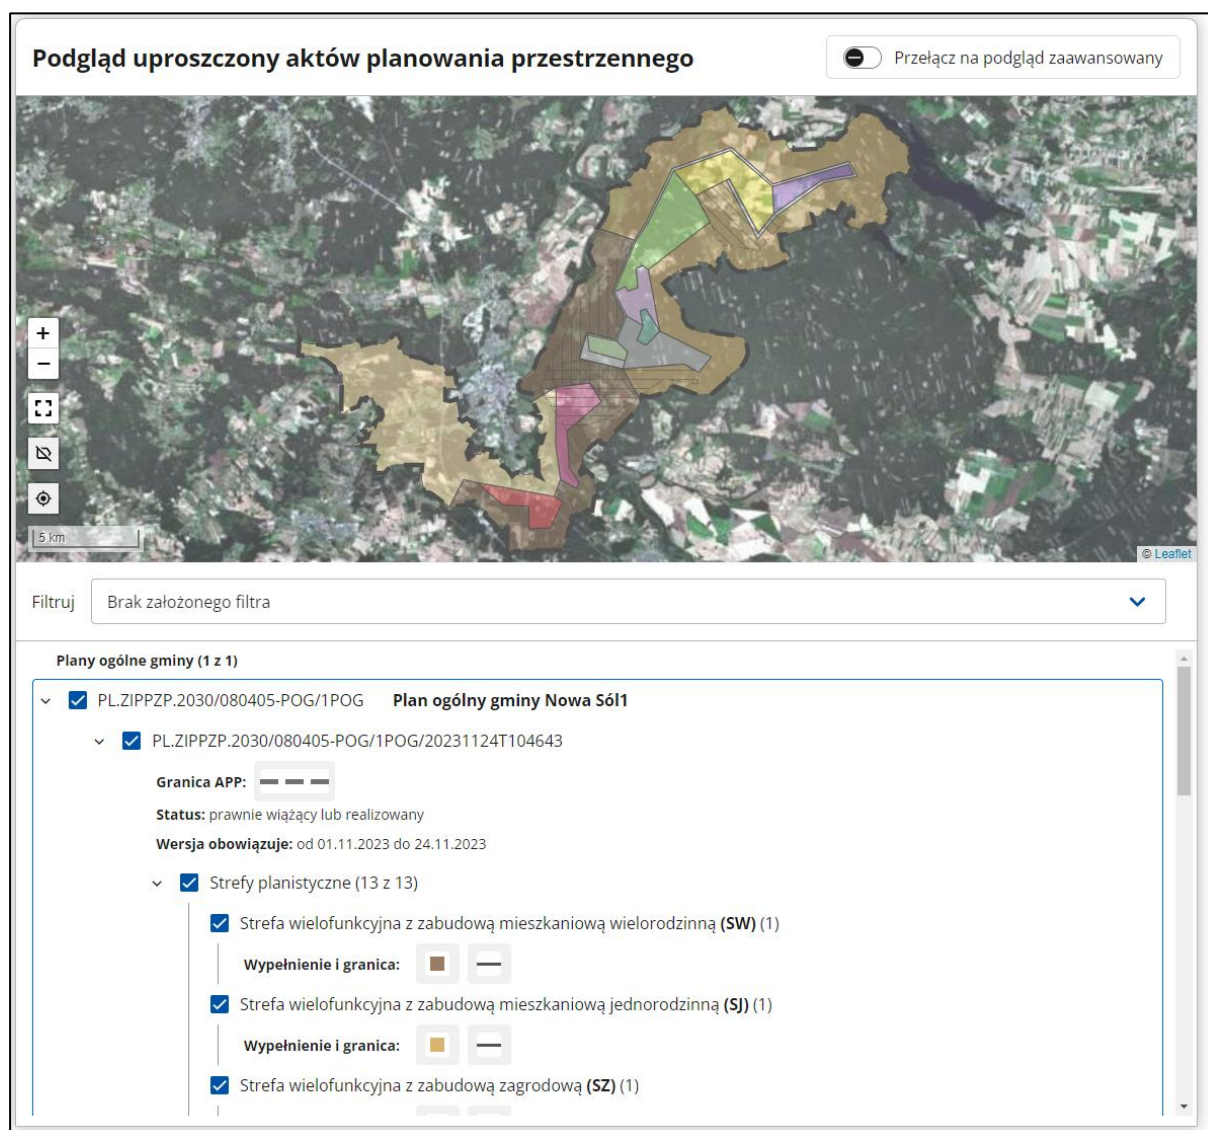 Podgląd uproszczony aktów planowania przestrzennego
Przełącz na podgląd zaawansowany
+
−
5 km
© Leaflet
Filtruj
Brak założonego filtra
Plany ogólne gminy (1 z 1)
PL.ZIPPZP.2030/080405-POG/1POG Plan ogólny gminy Nowa Sól1
PL.ZIPPZP.2030/080405-POG/1POG/20231124T104643
Granica APP:
Status: prawnie wiążący lub realizowany
Wersja obowiązuje: od 01.11.2023 do 24.11.2023
Strefy planistyczne (13 z 13)
Strefa wielofunkcyjna z zabudową mieszkaniową wielorodzinną (SW) (1)
Wypełnienie i granica:
Strefa wielofunkcyjna z zabudową mieszkaniową jednorodzinną (SJ) (1)
Wypełnienie i granica:
Strefa wielofunkcyjna z zabudową zagrodową (SZ) (1)